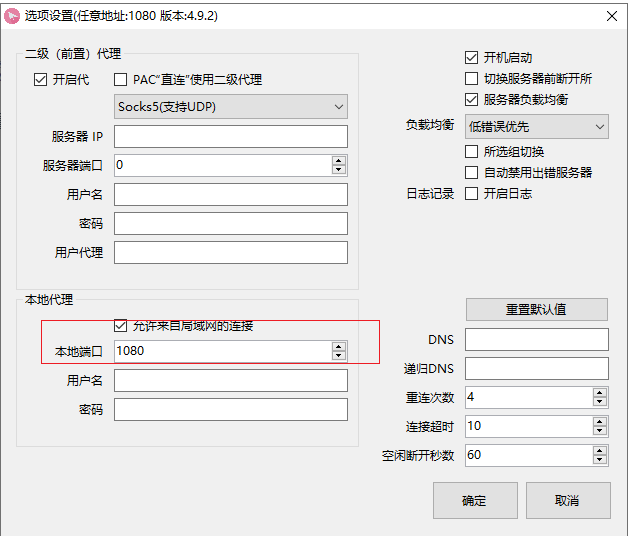 选项设置(任意地址:1080 版本:4.9.2)
二级（前置）代理
开启代
PAC“直连”使用二级代理
Socks5(支持UDP)
服务器 IP
服务器端口
0
用户名
密码
用户代理
本地代理
允许来自局域网的连接
本地端口
1080
用户名
密码
开机启动
切换服务器前断开所
服务器负载均衡
负载均衡
低错误优先
所选组切换
自动禁用出错服务器
日志记录
开启日志
重置默认值
DNS
递归DNS
重连次数
4
连接超时
10
空闲断开秒数
60
确定
取消